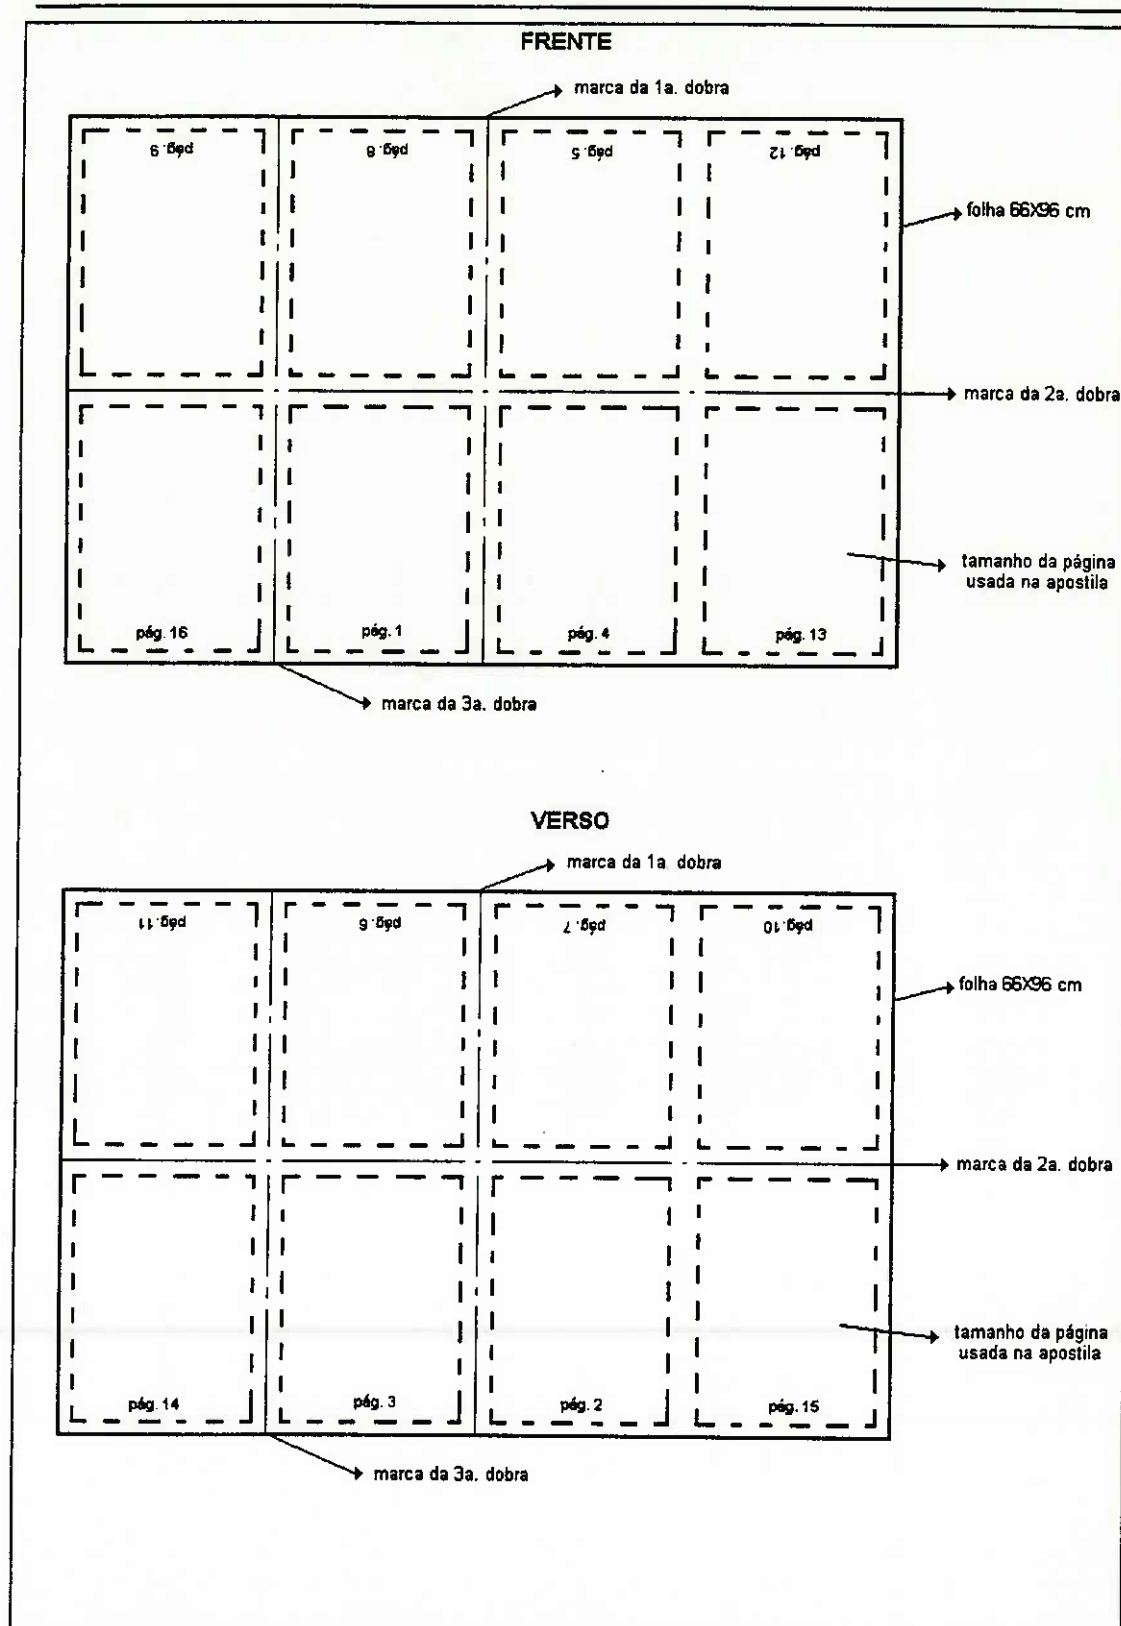 FRENTE
marca da 1a. dobra
pág. 9 pág. 8 pág. 5 pág. 12
folha 66X96 cm
marca da 2a. dobra
tamanho da página
usada na apostila
pág. 16 pág. 1 pág. 4 pág. 13
marca da 3a. dobra
VERSO
marca da 1a. dobra
pág. 11 pág. 6 pág. 7 pág. 10
folha 66X96 cm
marca da 2a. dobra
tamanho da página
usada na apostila
pág. 14 pág. 3 pág. 2 pág. 15
marca da 3a. dobra